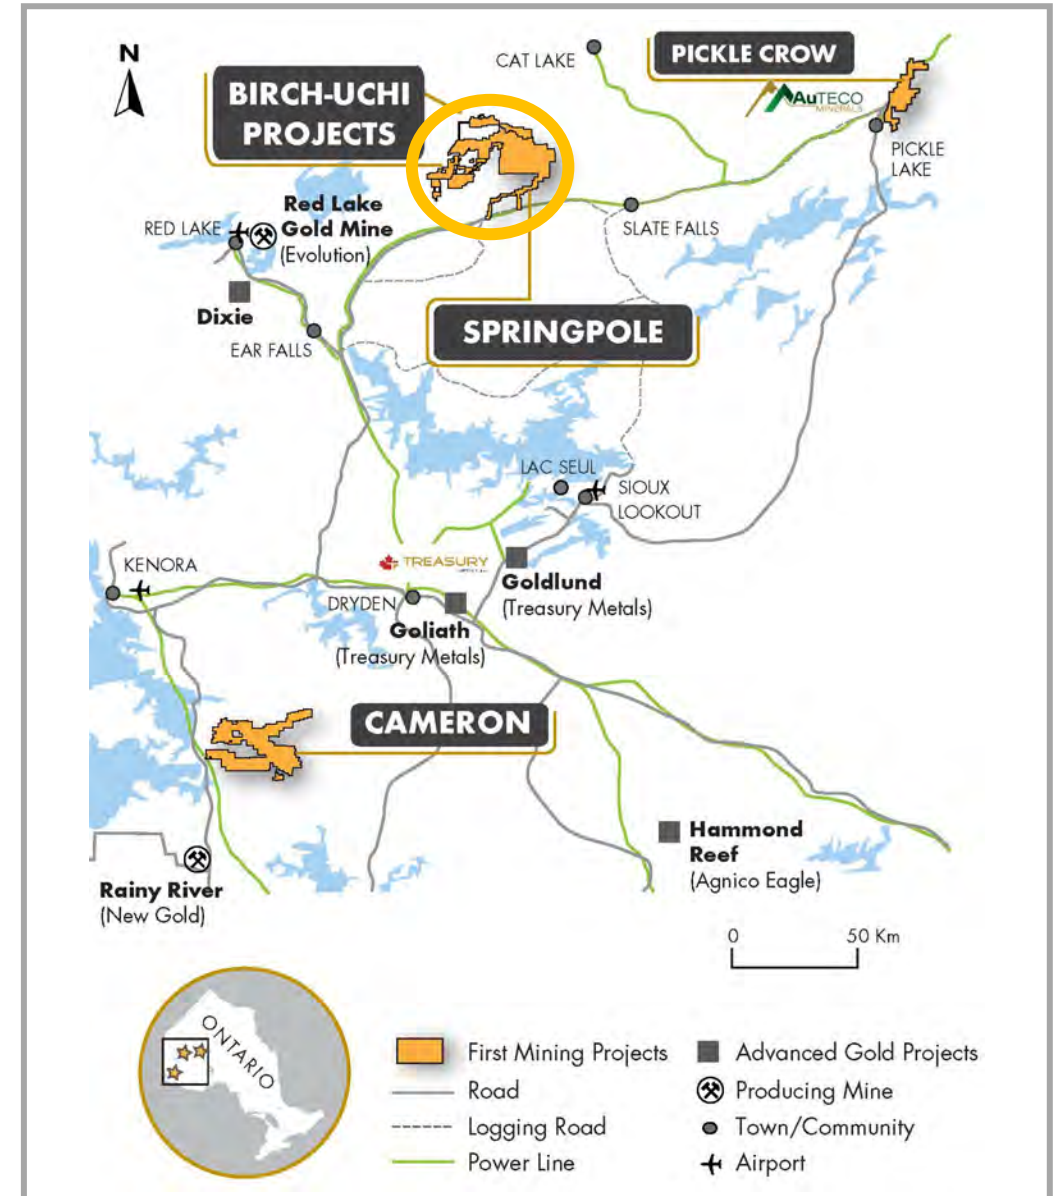 N
CAT LAKE
PICKLE CROW
BIRCH-UCHI
PROJECTS
AUTECO
MINERALS
PICKLE
LAKE
Red Lake
Gold Mine
(Evolution)
RED LAKE
SLATE FALLS
Dixie
SPRINGPOLE
EAR FALLS
LAC SEUL
SIOUX
LOOKOUT
KENORA
TREASURY
Goldlund
(Treasury Metals)
DRYDEN
Goliath
(Treasury Metals)
CAMERON
Hammond
Reef
(Agnico Eagle)
Rainy River
(New Gold)
0 50 Km
ONTARIO
First Mining Projects
Advanced Gold Projects
Road
Producing Mine
Logging Road
Town/Community
Power Line
Airport